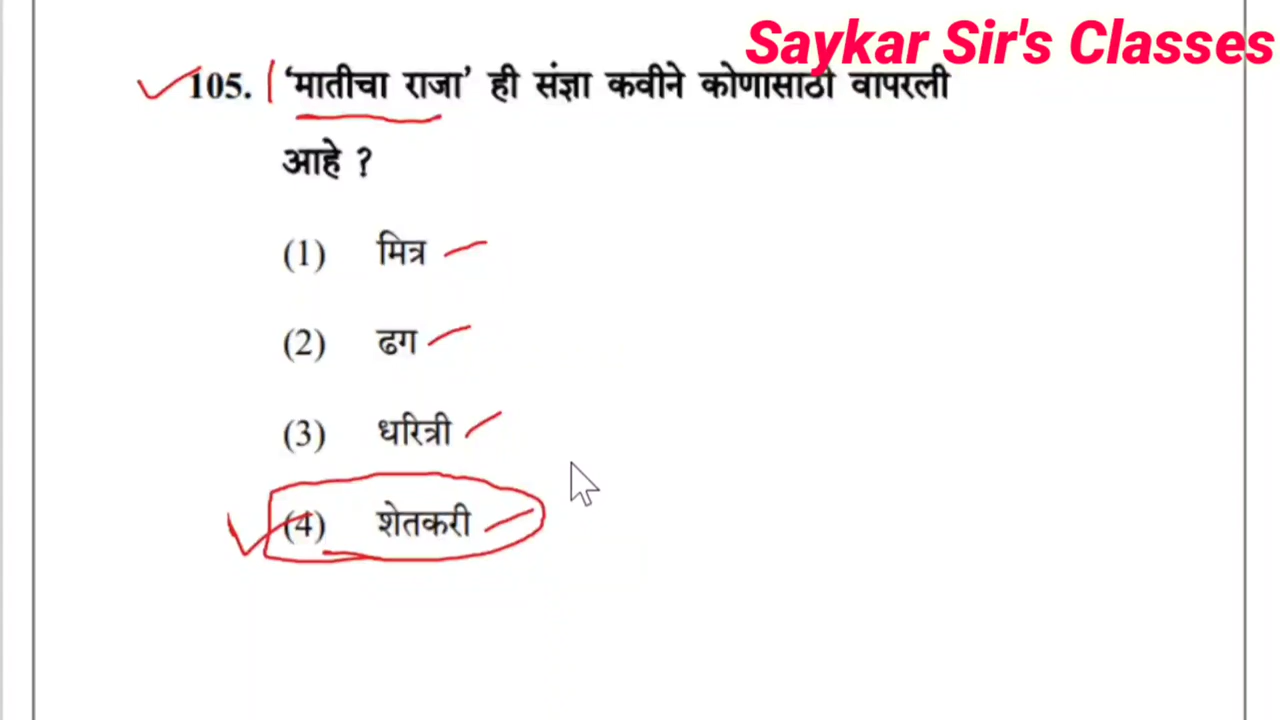 Saykar Sir's Classes
105. 'मातीचा राजा' ही संज्ञा कवीने कोणासाठी वापरली
आहे ?
(1) मित्र
(2) ढग
(3) धरित्री
(4) शेतकरी